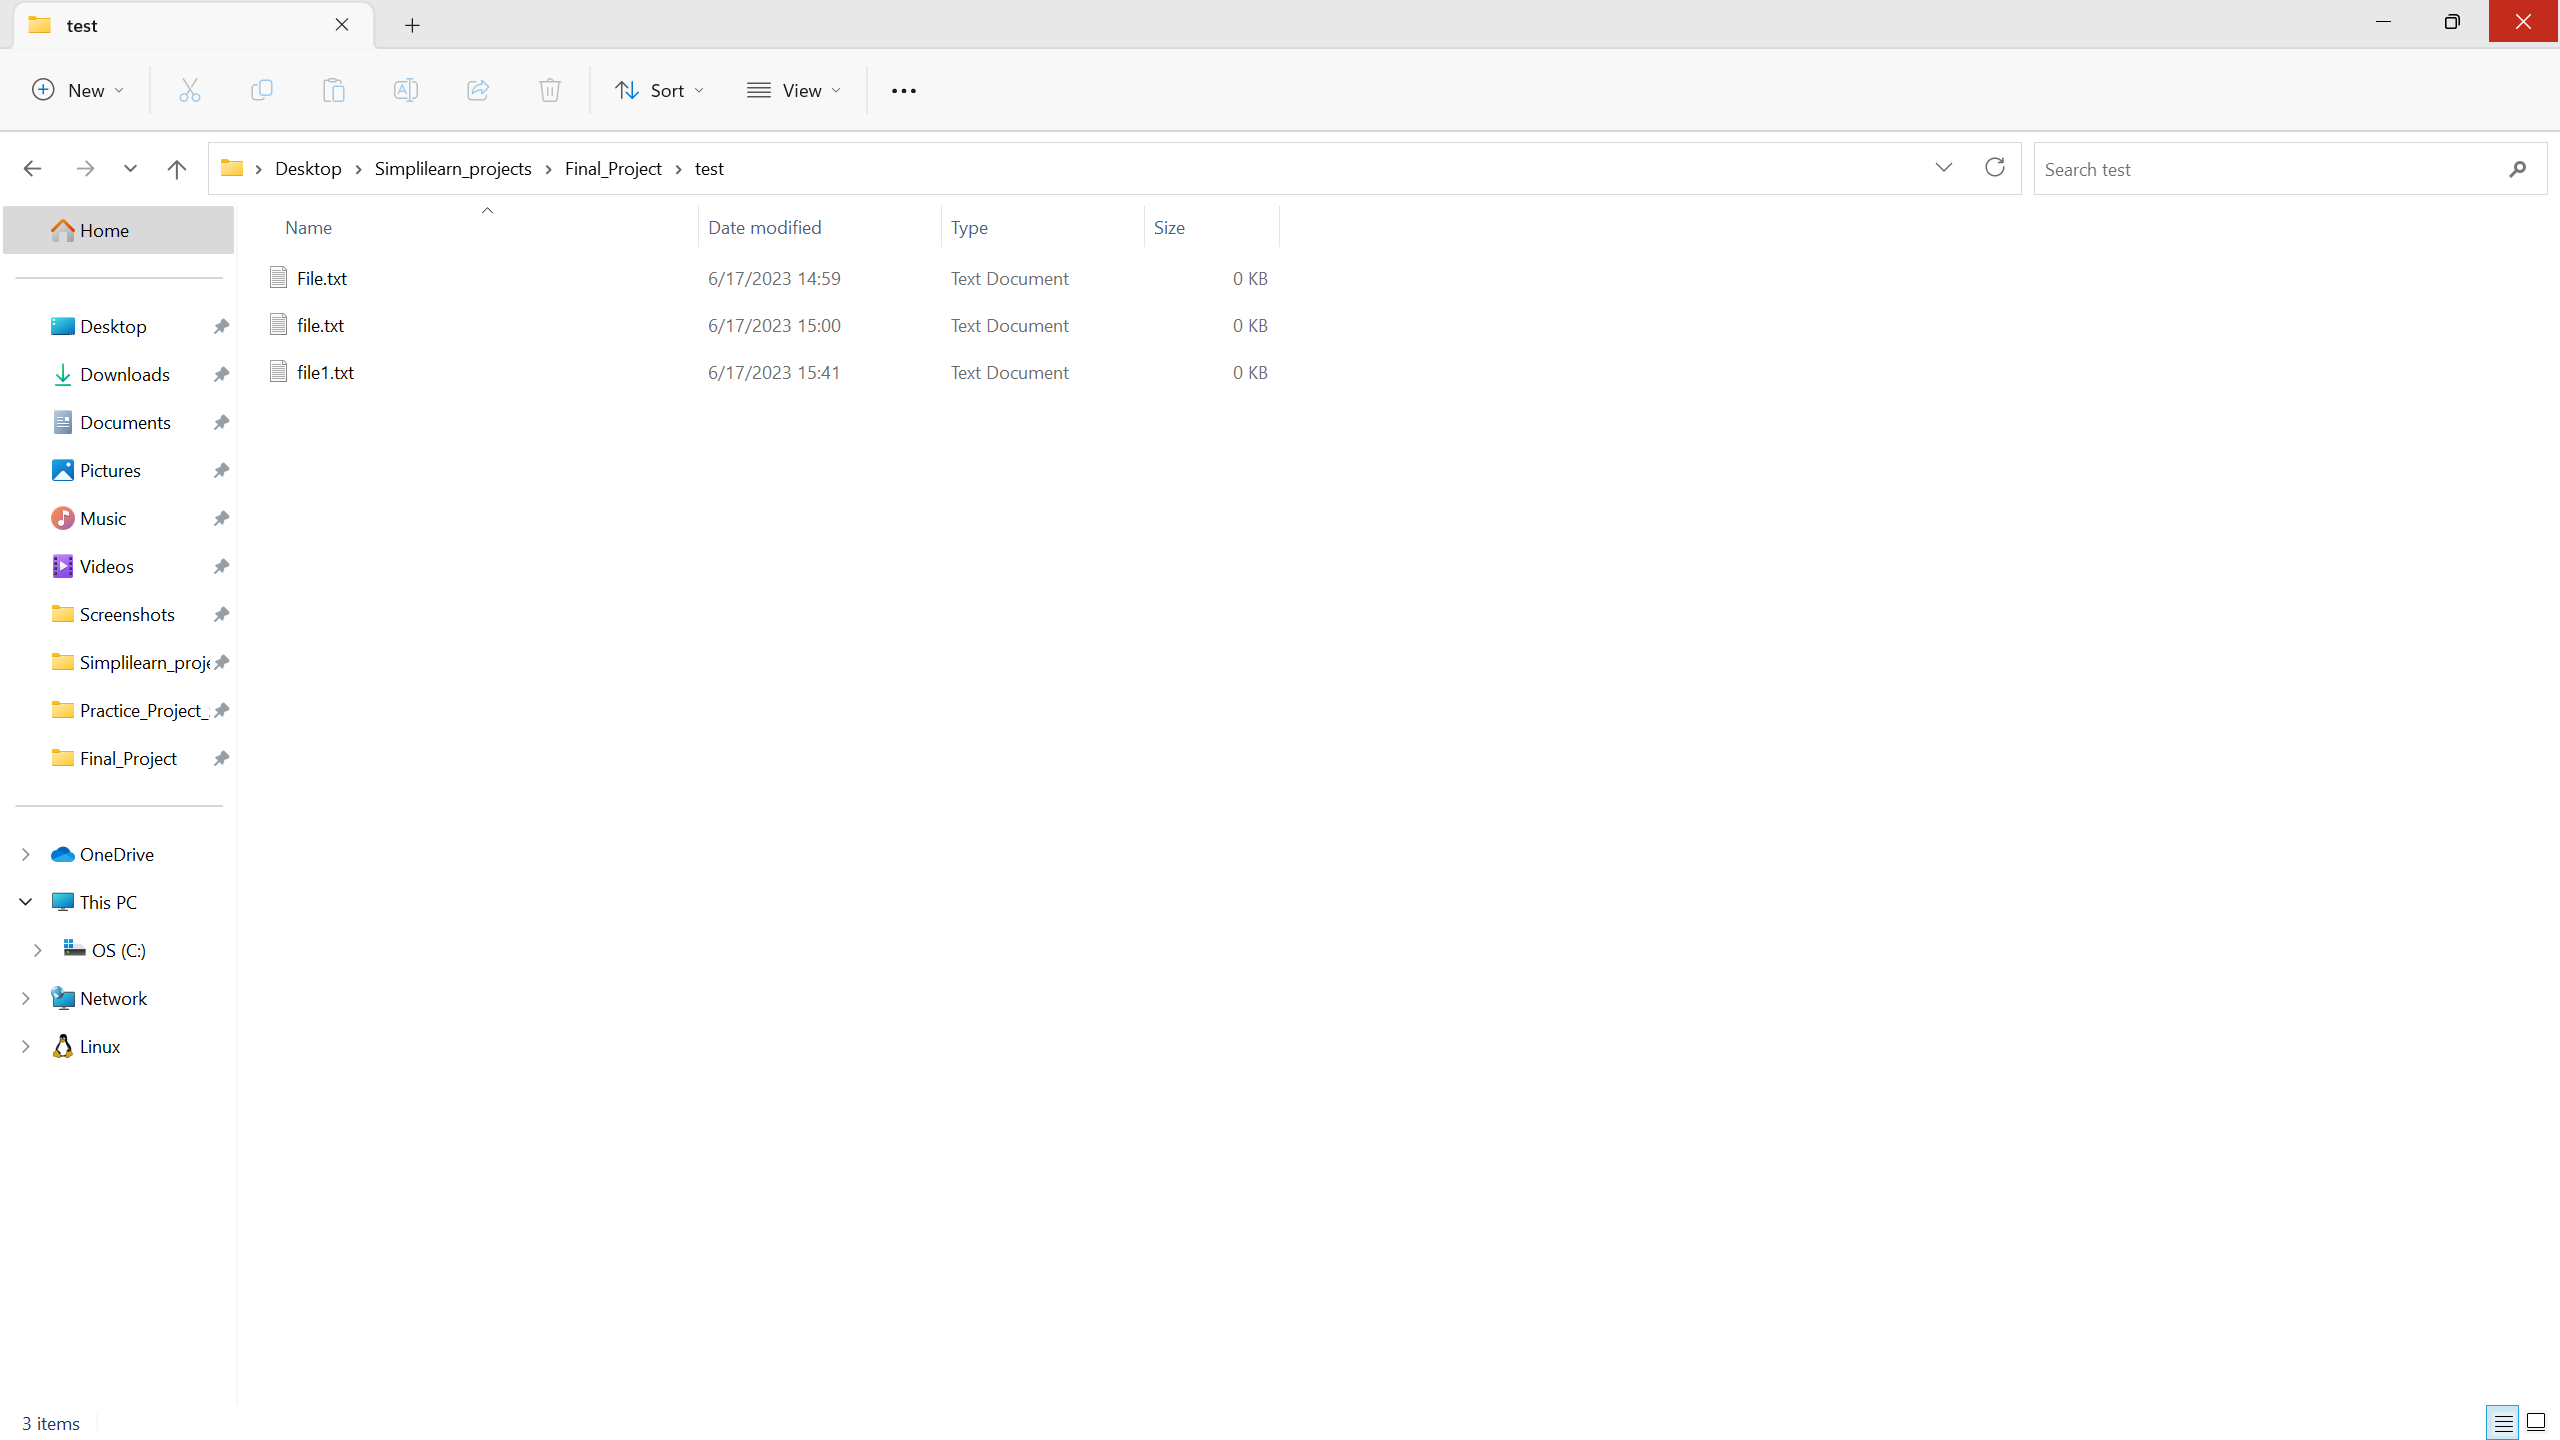 test
New
Sort
View
Desktop
Simplilearn_projects
Final_Project
test
Search test
Home
Desktop
Downloads
Documents
Pictures
Music
Videos
Screenshots
Simplilearn_proje
Practice_Project_
Final_Project
OneDrive
This PC
OS (C:)
Network
Linux
Name Date modified Type Size
File.txt 6/17/2023 14:59 Text Document 0 KB
file.txt 6/17/2023 15:00 Text Document 0 KB
file1.txt 6/17/2023 15:41 Text Document 0 KB
3 items